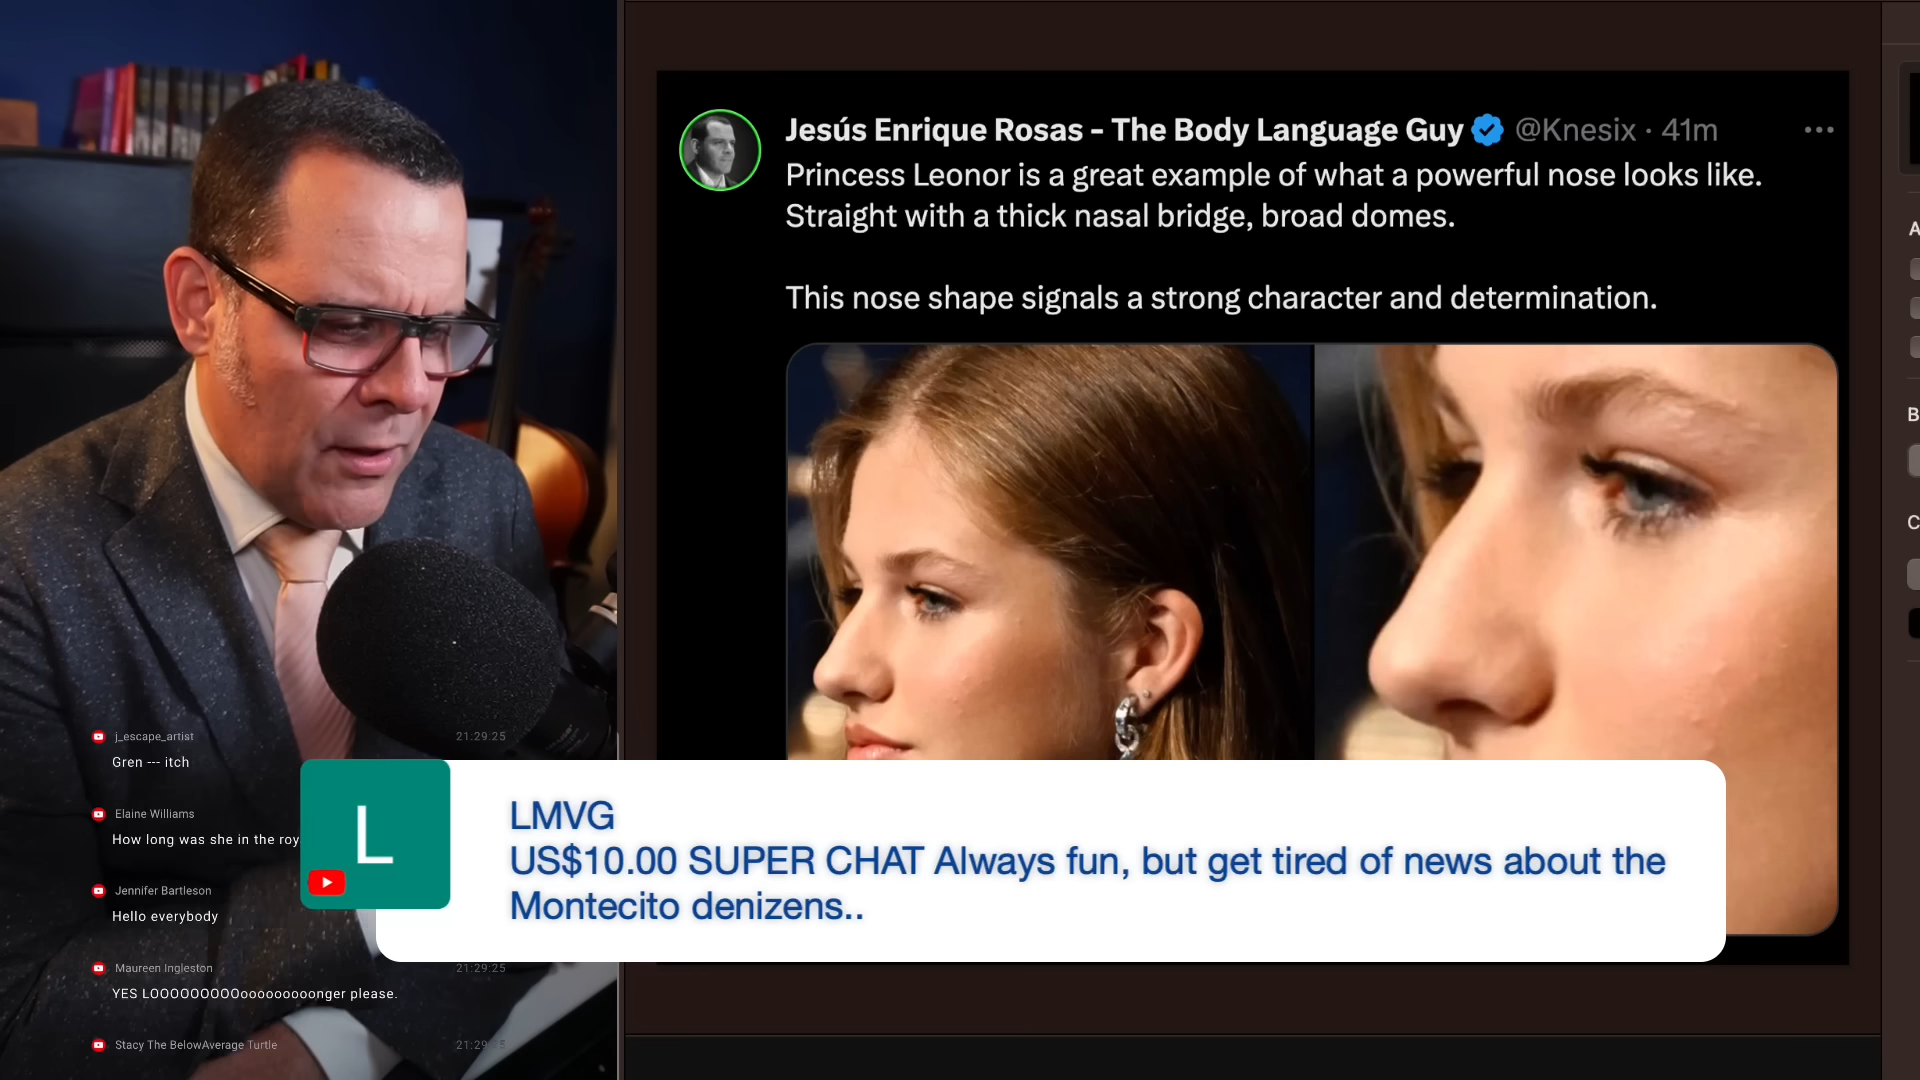 Jesús Enrique Rosas - The Body Language Guy @Knesix · 41m
Princess Leonor is a great example of what a powerful nose looks like.
Straight with a thick nasal bridge, broad domes.
This nose shape signals a strong character and determination.
j_escape_artist 21:29:25
Gren --- itch
Elaine Williams
How long was she in the roy
Jennifer Bartleson
Hello everybody
Maureen Ingleston 21:29:25
YES LOOOOOOOOOooooooooonger please.
Stacy The BelowAverage Turtle 21:29:25
L
LMVG
US$10.00 SUPER CHAT Always fun, but get tired of news about the
Montecito denizens..
A
B
C